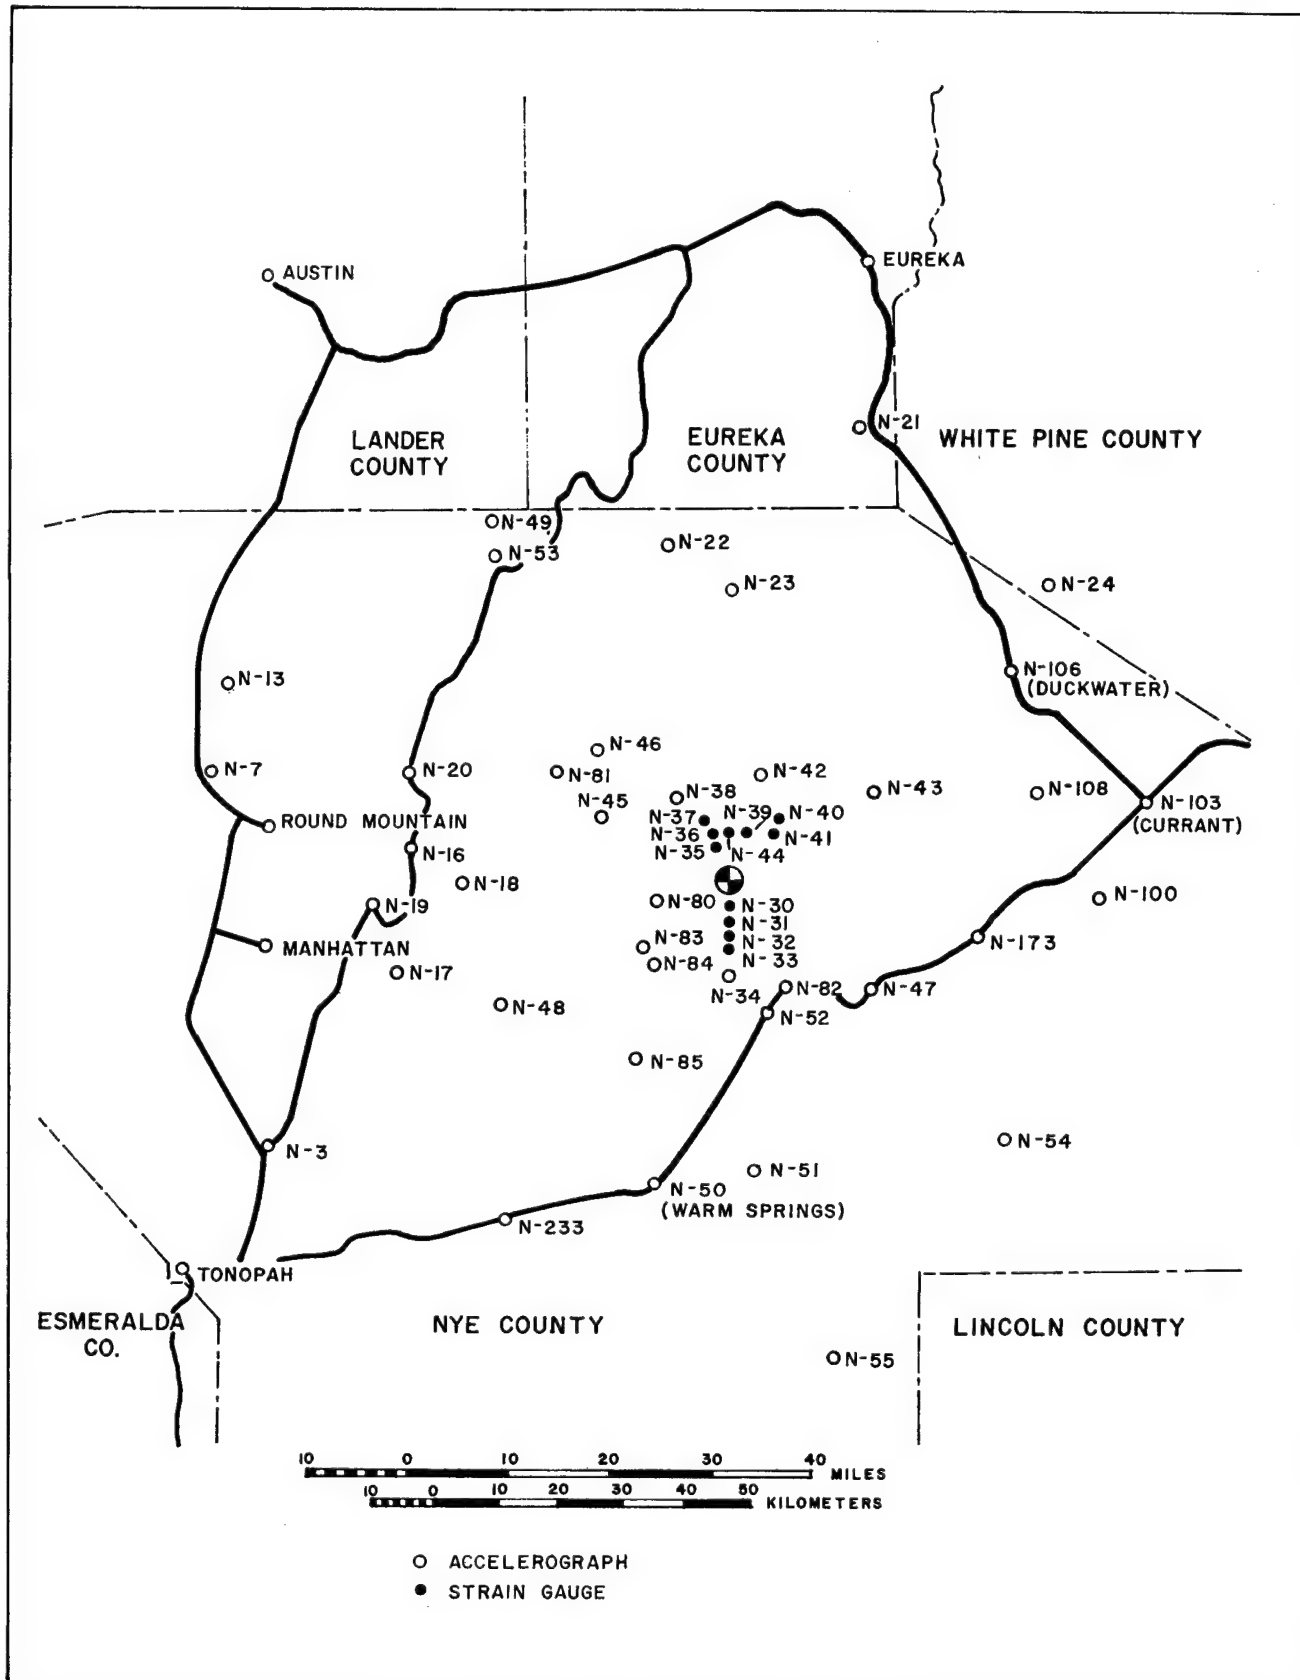 AUSTIN
EUREKA
N-21
LANDER
COUNTY
EUREKA
COUNTY
WHITE PINE COUNTY
N-49
N-53
N-22
N-23
N-24
N-13
N-106
(DUCKWATER)
N-46
N-7
N-20
N-81
N-42
N-45
N-38
N-43
N-108
N-103
(CURRANT)
ROUND MOUNTAIN
N-37
N-39
N-40
N-36
N-41
N-35
N-44
N-16
N-18
N-19
N-80
N-30
N-100
N-31
MANHATTAN
N-83
N-32
N-173
N-84
N-33
N-17
N-34
N-82
N-47
N-48
N-52
N-85
N-3
N-54
N-51
N-50
(WARM SPRINGS)
N-233
TONOPAH
ESMERALDA
CO.
NYE COUNTY
LINCOLN COUNTY
N-55
10 0 10 20 30 40
MILES
10 0 10 20 30 40 50
KILOMETERS
ACCELEROGRAPH
STRAIN GAUGE